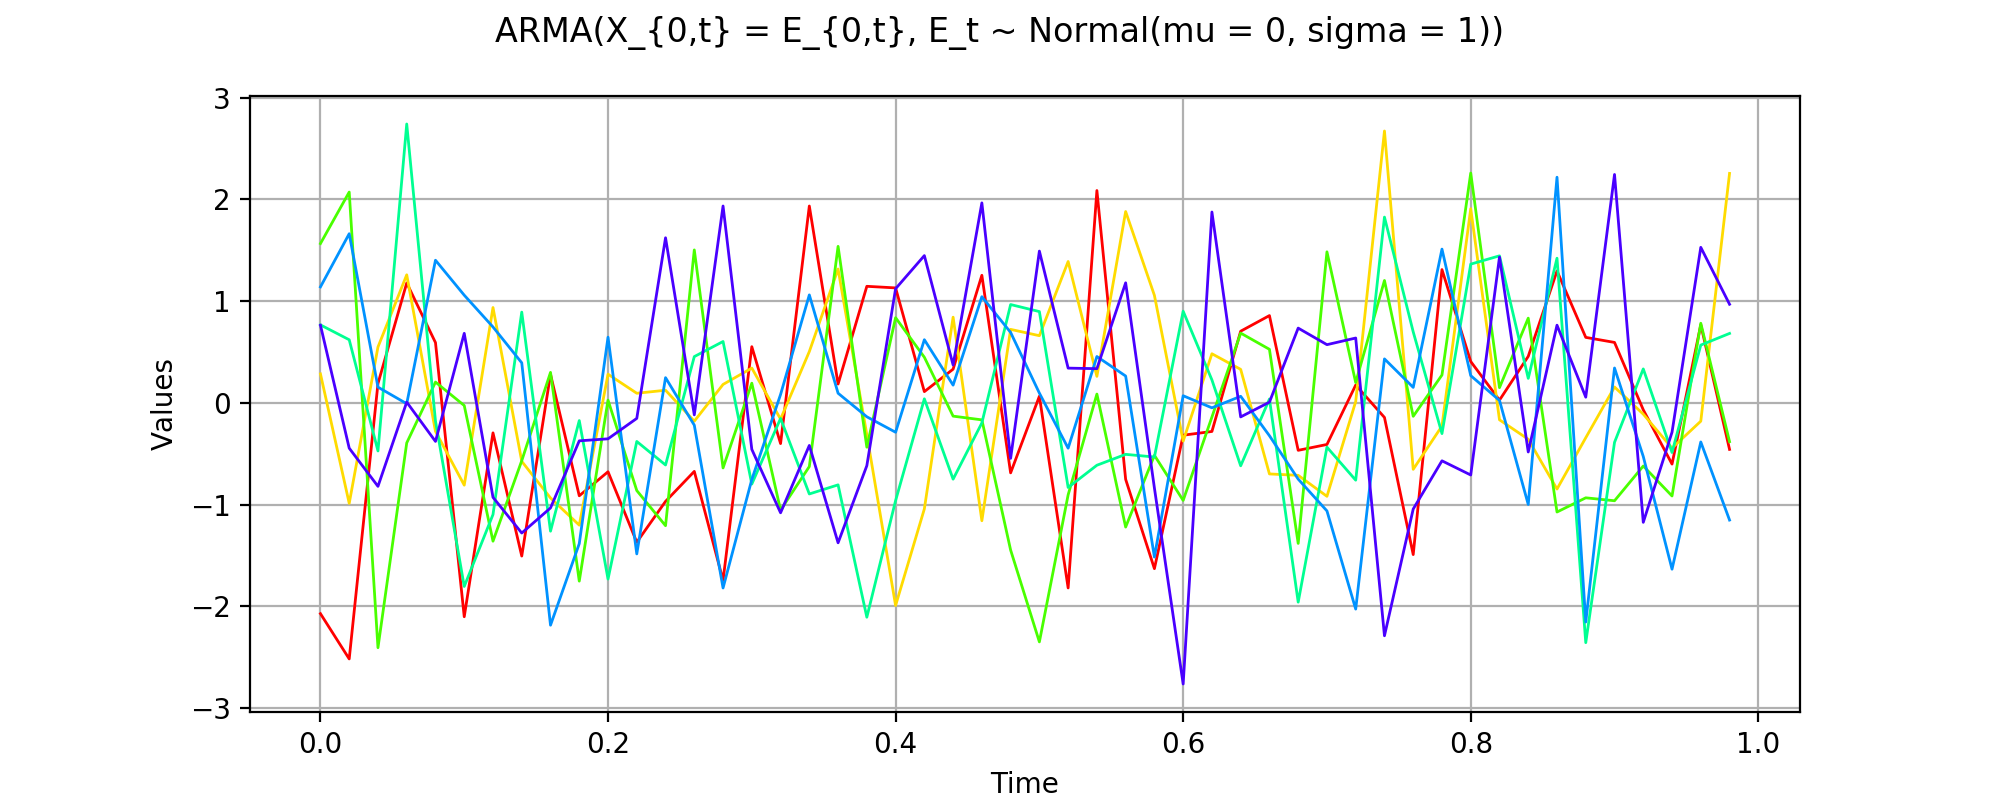 ARMA(X_{0,t} = E_{0,t}, E_t ~ Normal(mu = 0, sigma = 1))
3
2
1
0
−1
−2
−3
Values
0.0 0.2 0.4 0.6 0.8 1.0
Time